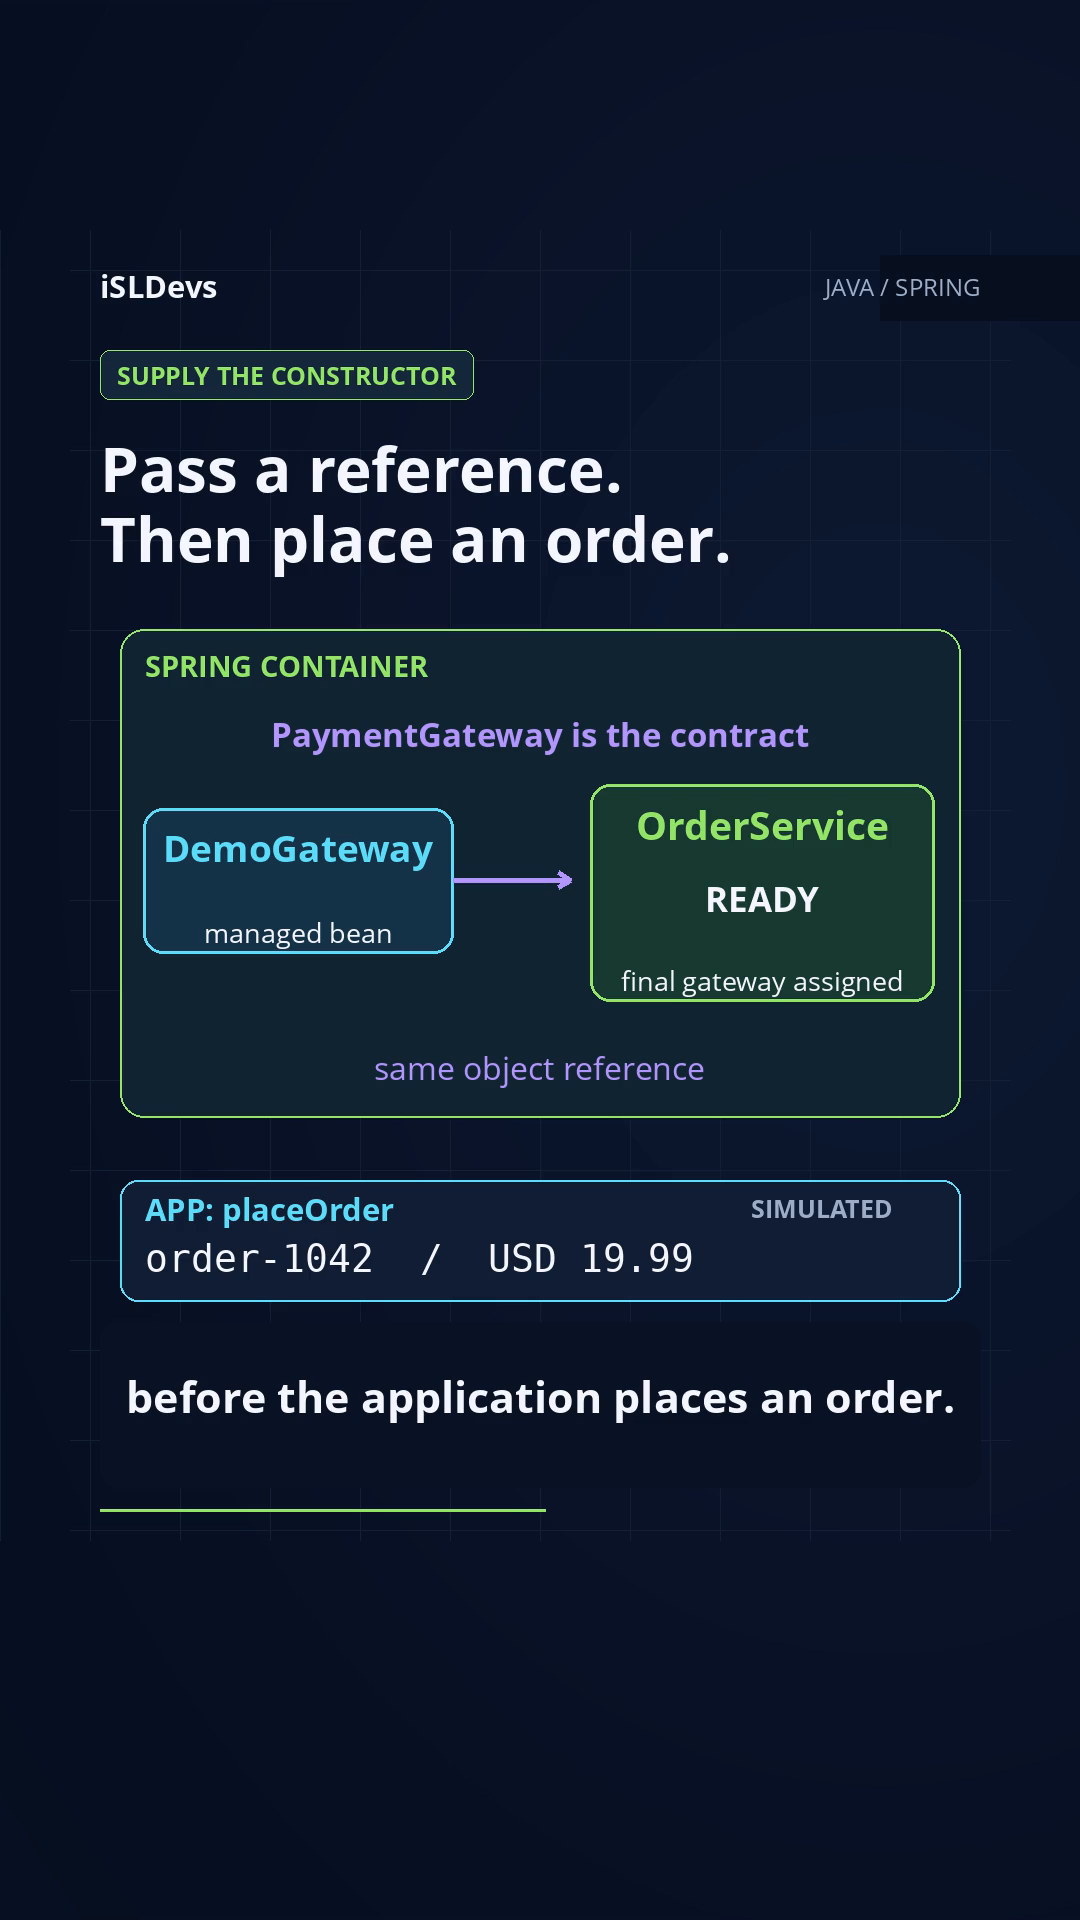 iSLDevs
JAVA / SPRING
SUPPLY THE CONSTRUCTOR
Pass a reference.
Then place an order.
SPRING CONTAINER
PaymentGateway is the contract
DemoGateway
managed bean
OrderService
READY
final gateway assigned
same object reference
APP: placeOrder
SIMULATED
order-1042 / USD 19.99
before the application places an order.